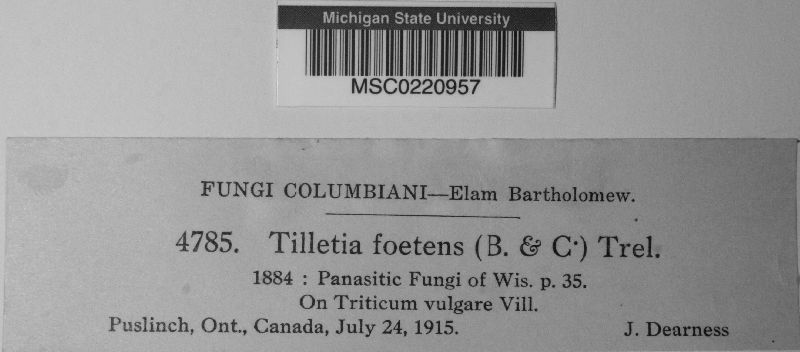 Michigan State University
MSC0220957
FUNGI COLUMBIANI—Elam Bartholomew.
4785. Tilletia foetens (B. & C·) Trel.
1884 : Panasitic Fungi of Wis. p. 35.
On Triticum vulgare Vill.
Puslinch, Ont., Canada, July 24, 1915. J. Dearness